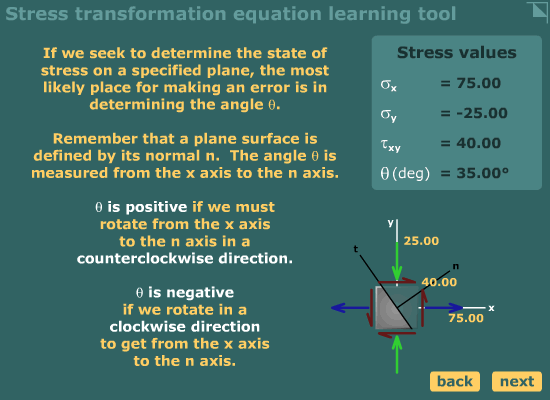 Stress transformation equation learning tool
If we seek to determine the state of
stress on a specified plane, the most
likely place for making an error is in
determining the angle θ.
Remember that a plane surface is
defined by its normal n. The angle θ is
measured from the x axis to the n axis.
θ is positive if we must
rotate from the x axis
to the n axis in a
counterclockwise direction.
θ is negative
if we rotate in a
clockwise direction
to get from the x axis
to the n axis.
Stress values
σx = 75.00
σy = -25.00
τxy = 40.00
θ (deg) = 35.00°
y
25.00
t
n
40.00
x
75.00
back next